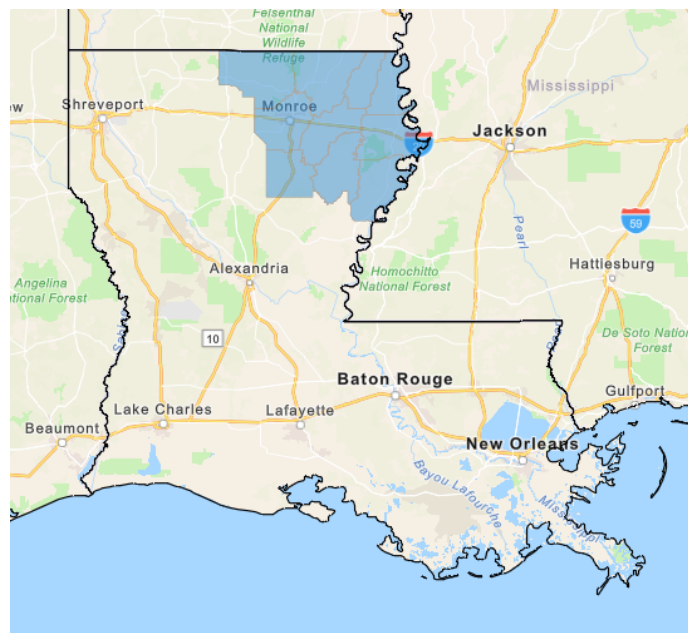 Felsenthal
National
Wildlife
Refuge
Mississippi
Shreveport
Monroe
Jackson
Pearl
59
Homochitto
National Forest
Hattiesburg
Angelina
National Forest
Alexandria
10
De Soto National
Forest
Baton Rouge
Gulfport
Lake Charles
Lafayette
Beaumont
New Orleans
Bayou Lafourche
Mississippi